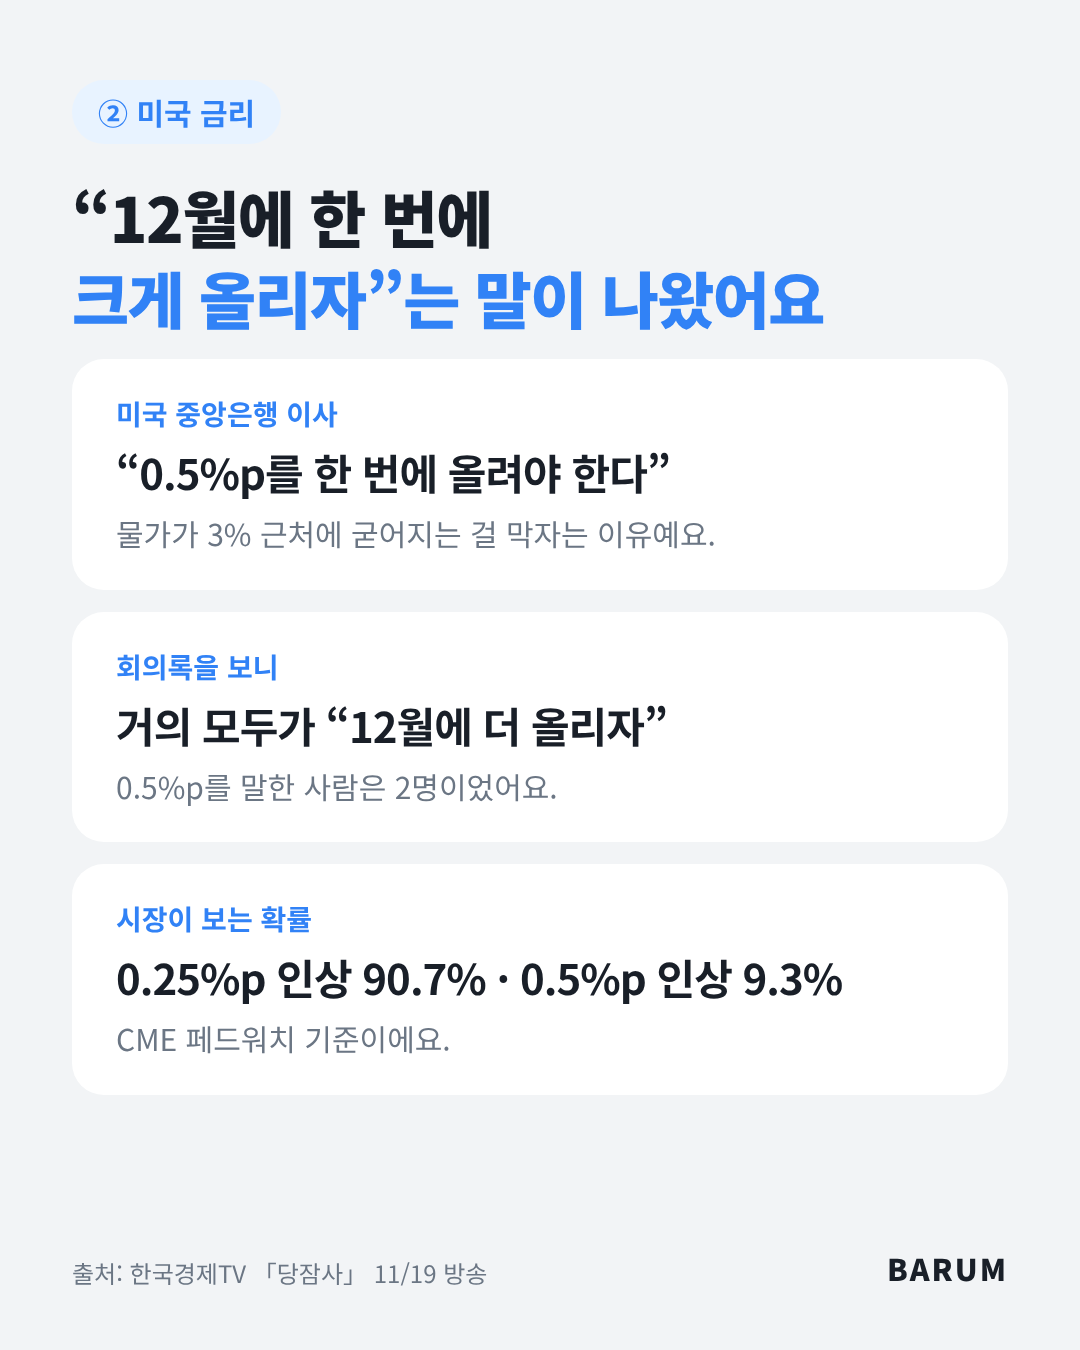 ② 미국 금리
“12월에 한 번에
크게 올리자”는 말이 나왔어요
미국 중앙은행 이사
“0.5%p를 한 번에 올려야 한다”
물가가 3% 근처에 굳어지는 걸 막자는 이유예요.
회의록을 보니
거의 모두가 “12월에 더 올리자”
0.5%p를 말한 사람은 2명이었어요.
시장이 보는 확률
0.25%p 인상 90.7% · 0.5%p 인상 9.3%
CME 페드워치 기준이에요.
출처: 한국경제TV 「당잠사」 11/19 방송
BARUM